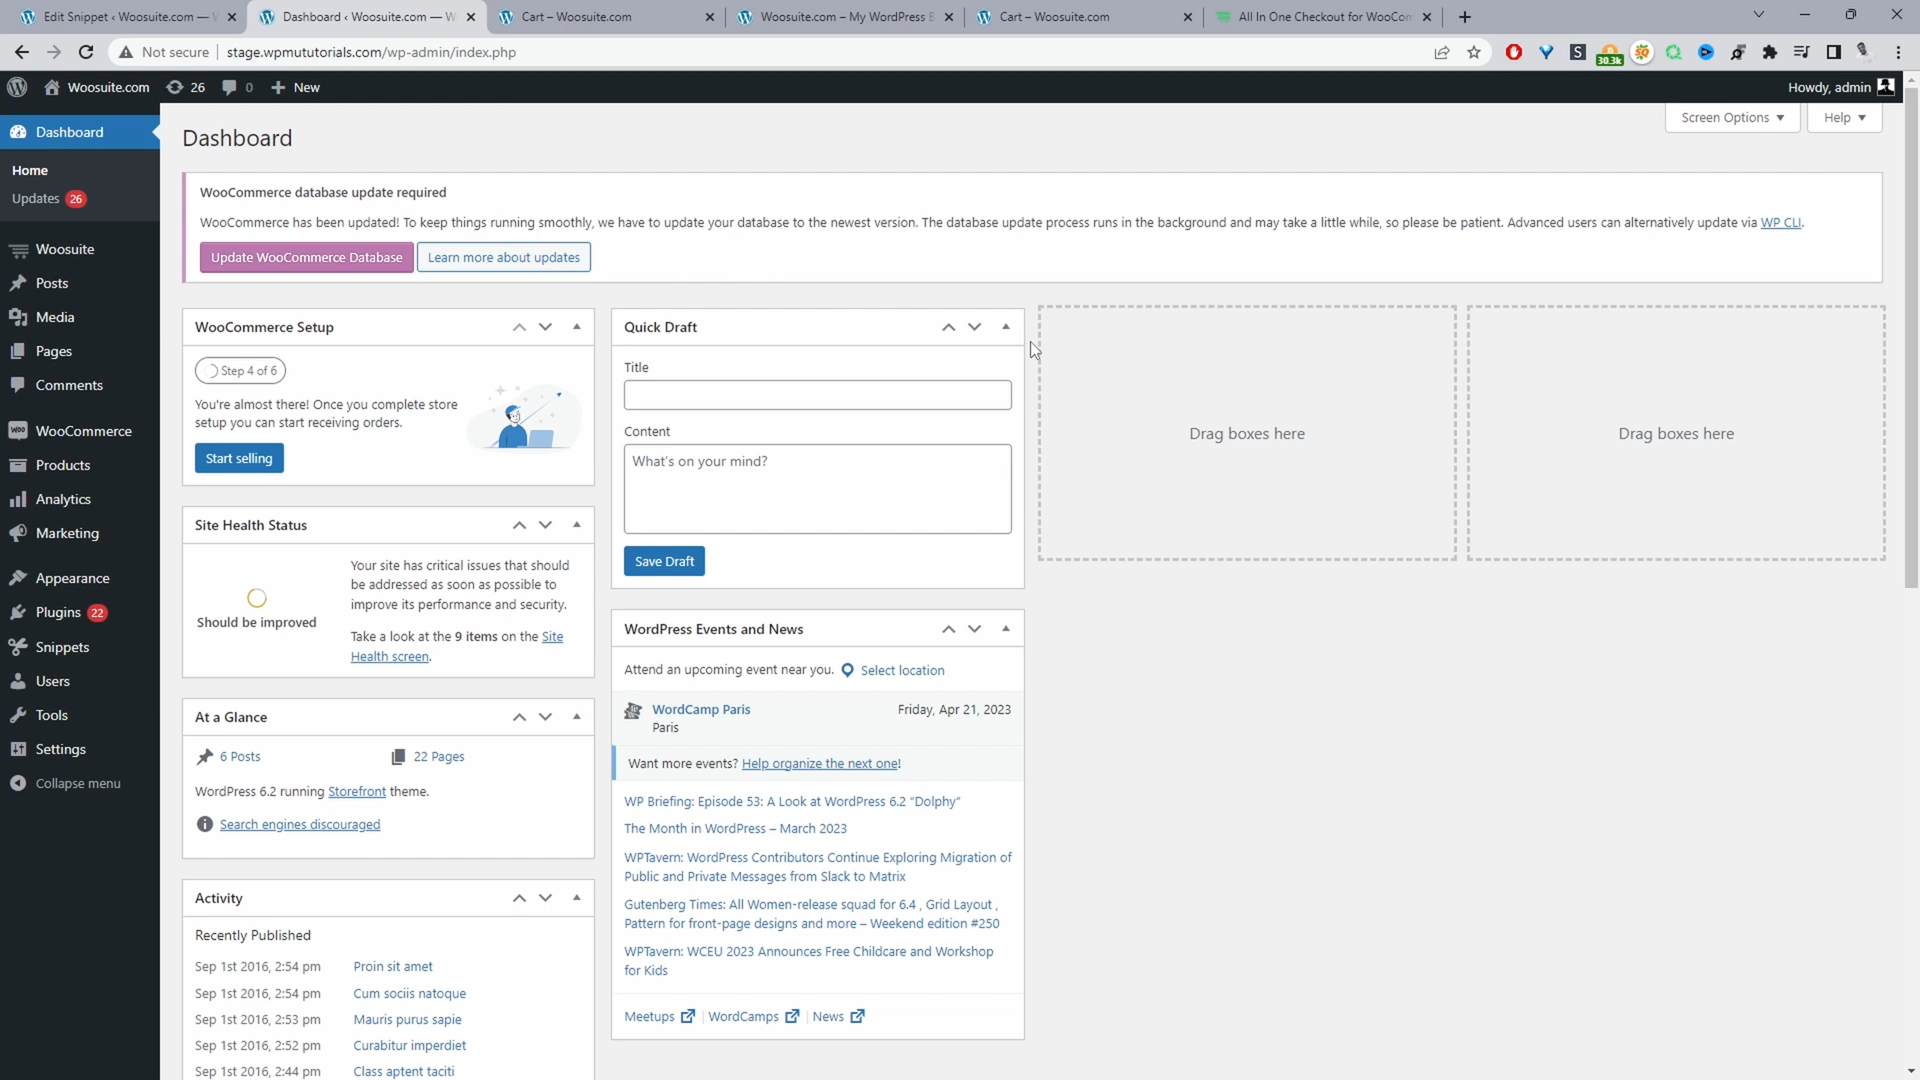 Edit Snippet ‹ Woosuite.com — W
Dashboard ‹ Woosuite.com — W
Cart – Woosuite.com
Woosuite.com – My WordPress B
Cart – Woosuite.com
All In One Checkout for WooCom
Not secure
stage.wpmututorials.com/wp-admin/index.php
30.3k
Woosuite.com
26
0
New
Howdy, admin
Dashboard
Home
Updates 26
Woosuite
Posts
Media
Pages
Comments
WooCommerce
Products
Analytics
Marketing
Appearance
Plugins 22
Snippets
Users
Tools
Settings
Collapse menu
Dashboard
Screen Options
Help
WooCommerce database update required
WooCommerce has been updated! To keep things running smoothly, we have to update your database to the newest version. The database update process runs in the background and may take a little while, so please be patient. Advanced users can alternatively update via WP CLI.
Update WooCommerce Database
Learn more about updates
WooCommerce Setup
Step 4 of 6
You're almost there! Once you complete store
setup you can start receiving orders.
Start selling
Site Health Status
Should be improved
Your site has critical issues that should
be addressed as soon as possible to
improve its performance and security.
Take a look at the 9 items on the Site
Health screen.
At a Glance
6 Posts
22 Pages
WordPress 6.2 running Storefront theme.
Search engines discouraged
Activity
Recently Published
Sep 1st 2016, 2:54 pm Proin sit amet
Sep 1st 2016, 2:54 pm Cum sociis natoque
Sep 1st 2016, 2:53 pm Mauris purus sapie
Sep 1st 2016, 2:52 pm Curabitur imperdiet
Sep 1st 2016, 2:44 pm Class aptent taciti
Quick Draft
Title
Content
What's on your mind?
Save Draft
WordPress Events and News
Attend an upcoming event near you. Select location
WordCamp Paris
Paris
Friday, Apr 21, 2023
Want more events? Help organize the next one!
WP Briefing: Episode 53: A Look at WordPress 6.2 “Dolphy”
The Month in WordPress – March 2023
WPTavern: WordPress Contributors Continue Exploring Migration of
Public and Private Messages from Slack to Matrix
Gutenberg Times: All Women-release squad for 6.4 , Grid Layout ,
Pattern for front-page designs and more – Weekend edition #250
WPTavern: WCEU 2023 Announces Free Childcare and Workshop
for Kids
Meetups | WordCamps | News
Drag boxes here
Drag boxes here